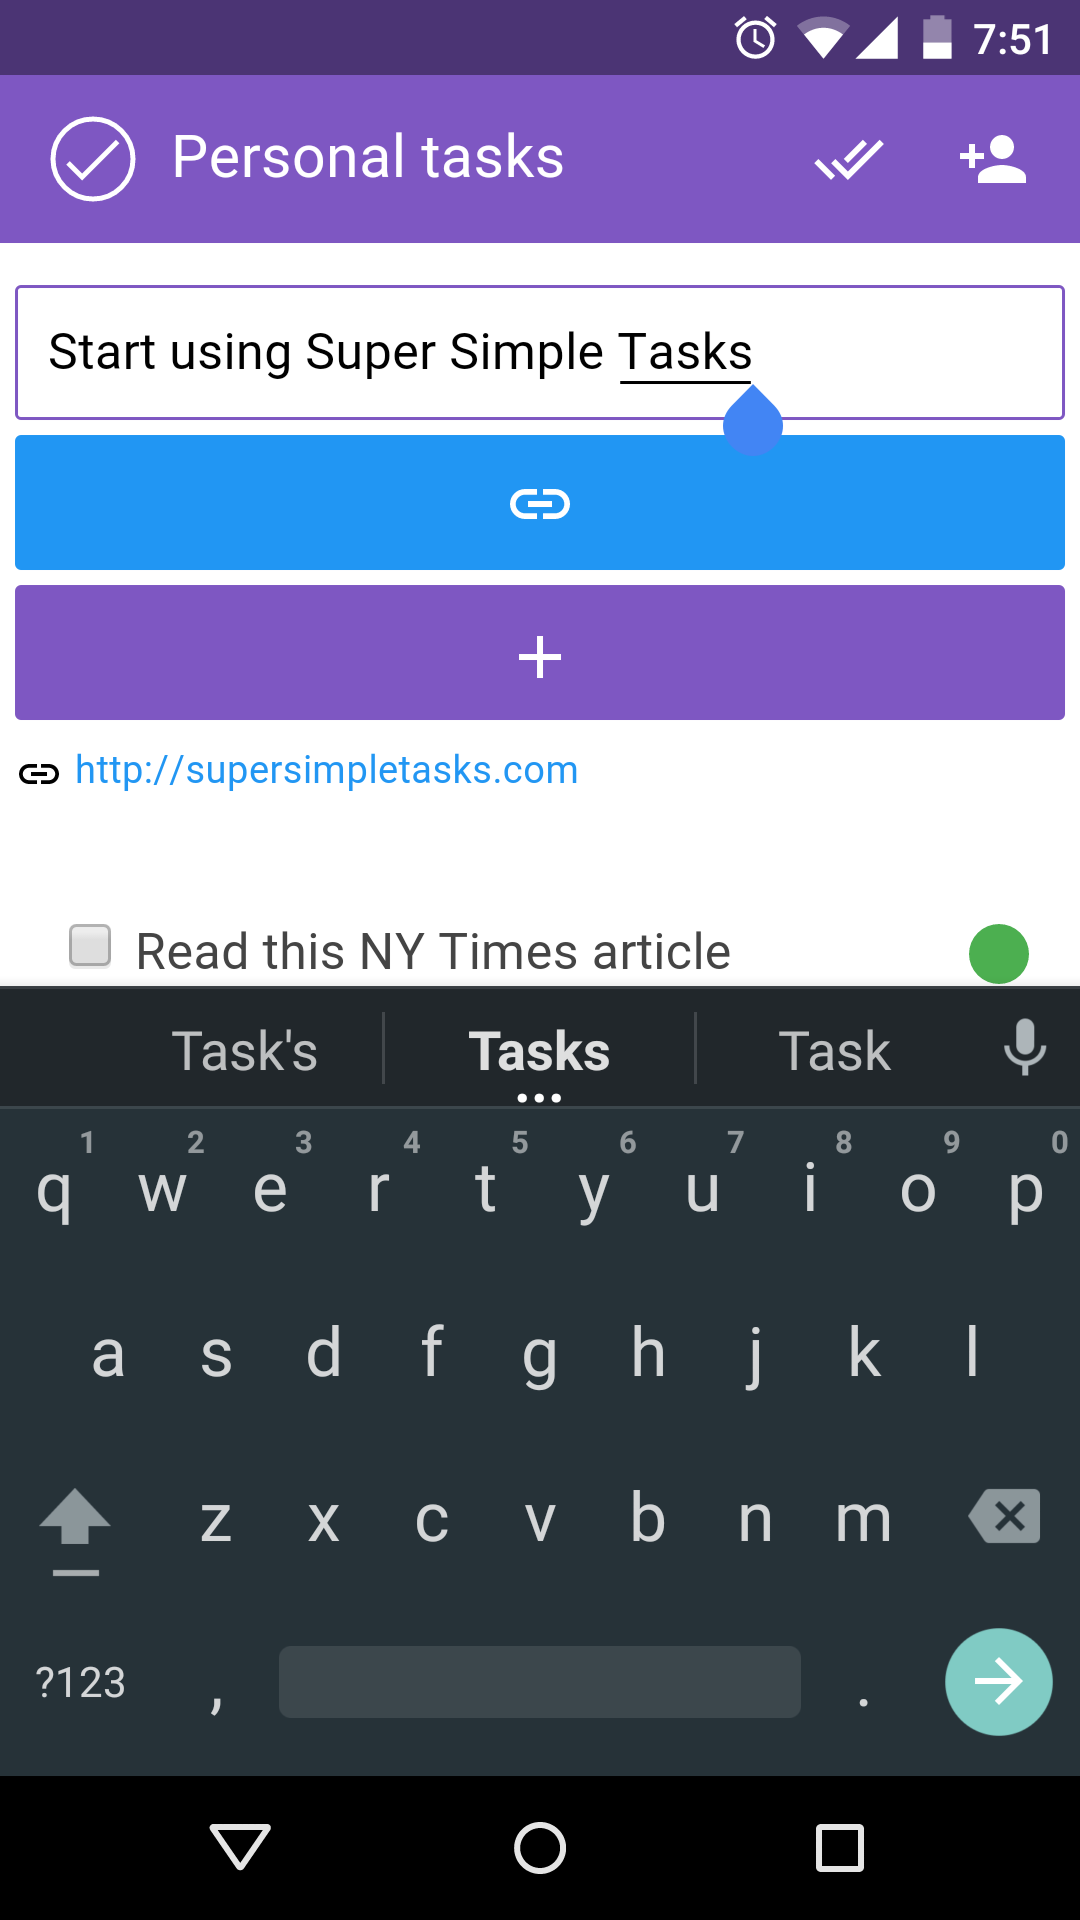 7:51
Personal tasks
Start using Super Simple Tasks
http://supersimpletasks.com
Read this NY Times article
Task's Tasks Task
1 2 3 4 5 6 7 8 9 0
q w e r t y u i o p
a s d f g h j k l
z x c v b n m
?123 , .